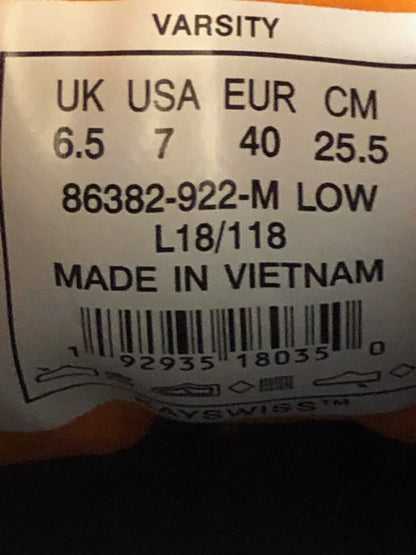 VARSITY
UK USA EUR CM
6.5 7 40 25.5
86382-922-M LOW
L18/118
MADE IN VIETNAM
1 92935 18035 0